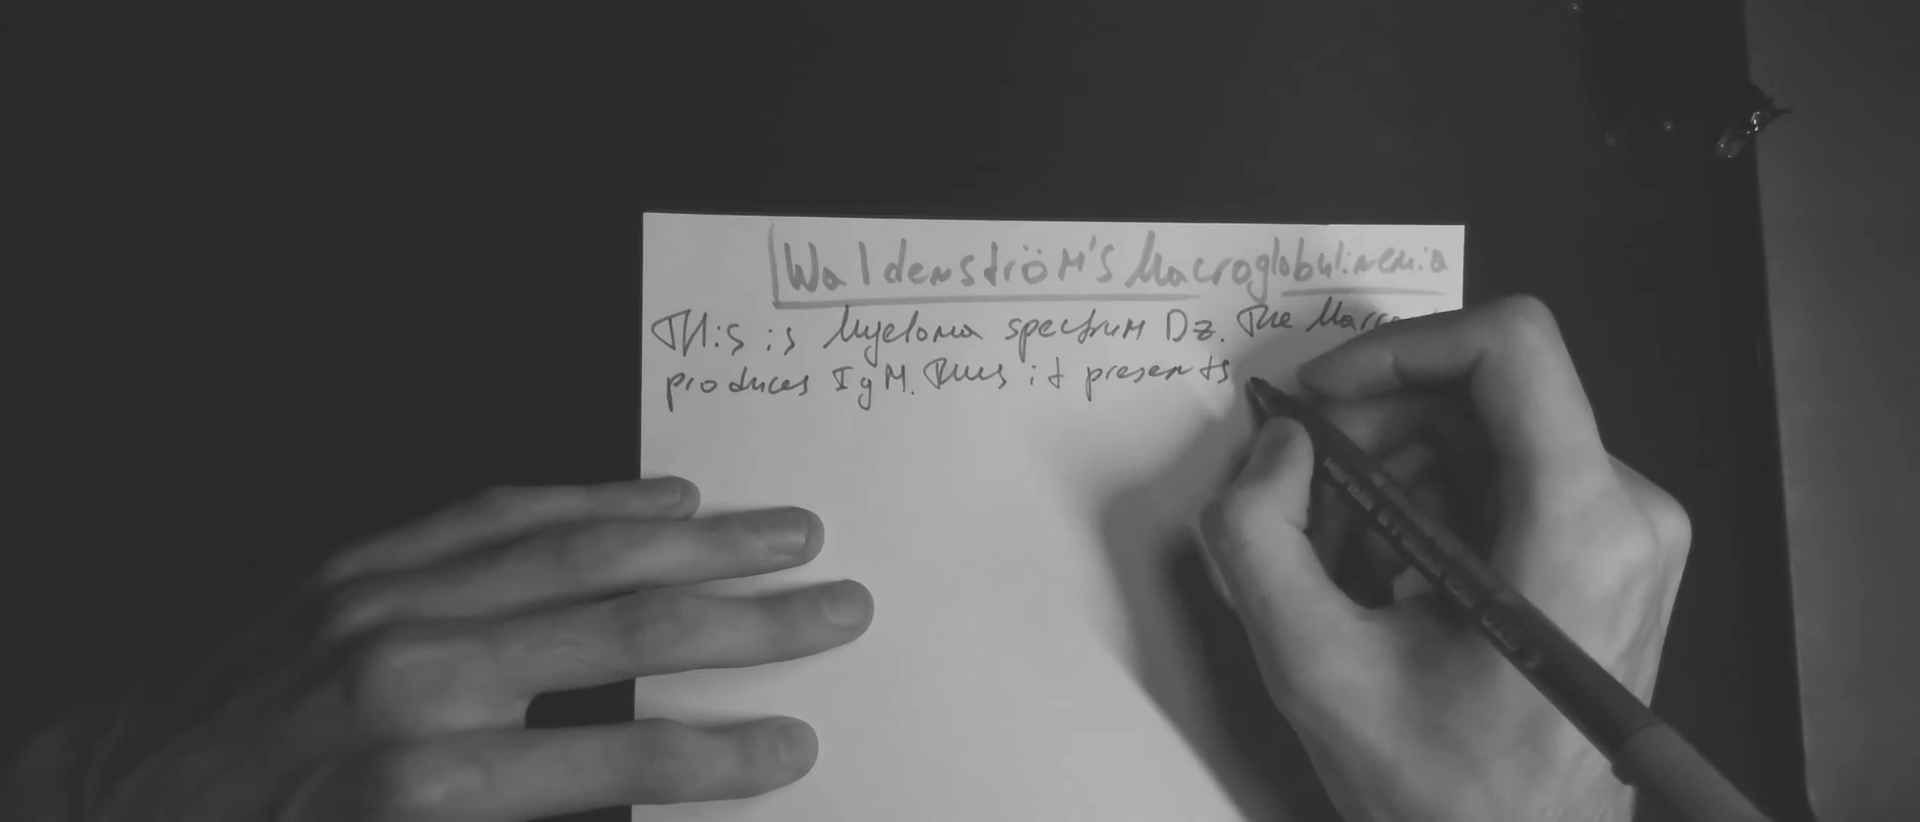 Waldenström's Macroglobulinemia
This is Myeloma spectrum Dz. The
produces IgM. Thus it presents